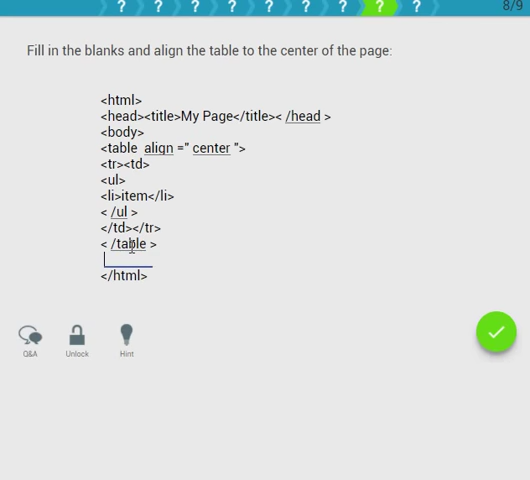 ? ? ? ? ? ? ? ? ? 8/9
Fill in the blanks and align the table to the center of the page:
<html>
<head><title>My Page</title>< /head >
<body>
<table align =" center ">
<tr><td>
<ul>
<li>item</li>
< /ul >
</td></tr>
< /table >
</html>
Q&A Unlock Hint